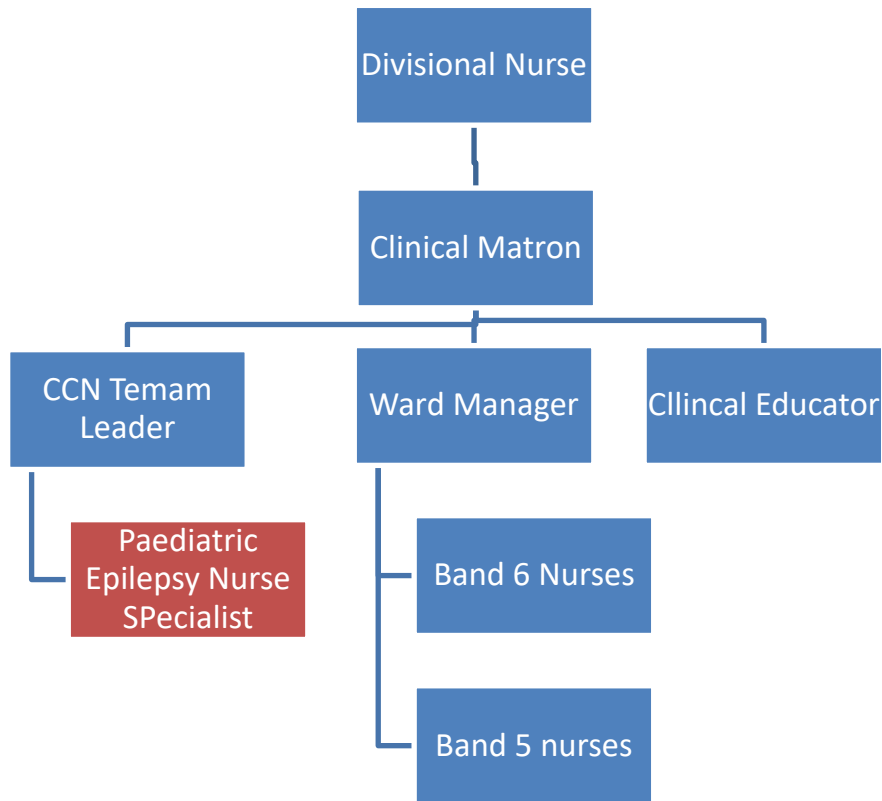 Divisional Nurse
Clinical Matron
CCN Temam
Leader
Ward Manager
Cllincal Educator
Paediatric
Epilepsy Nurse
SPecialist
Band 6 Nurses
Band 5 nurses